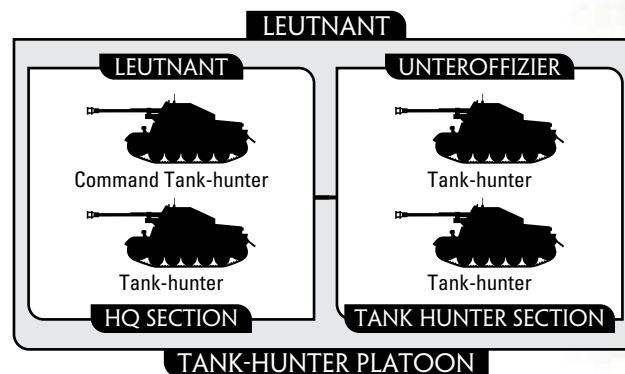 LEUTNANT
LEUTNANT
Command Tank-hunter
Tank-hunter
HQ SECTION
UNTEROFFIZIER
Tank-hunter
Tank-hunter
TANK HUNTER SECTION
TANK-HUNTER PLATOON